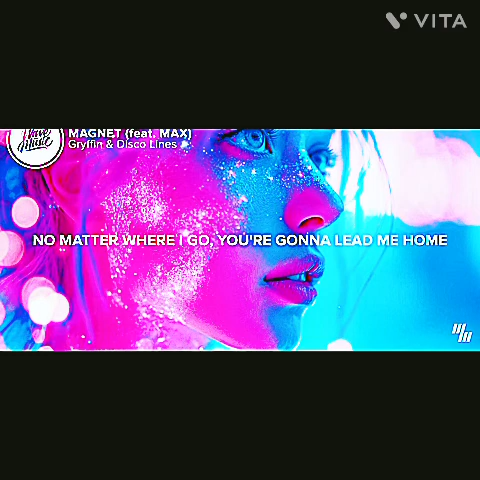 VITA
MAGNET (feat. MAX)
Gryffin & Disco Lines
NO MATTER WHERE I GO, YOU'RE GONNA LEAD ME HOME